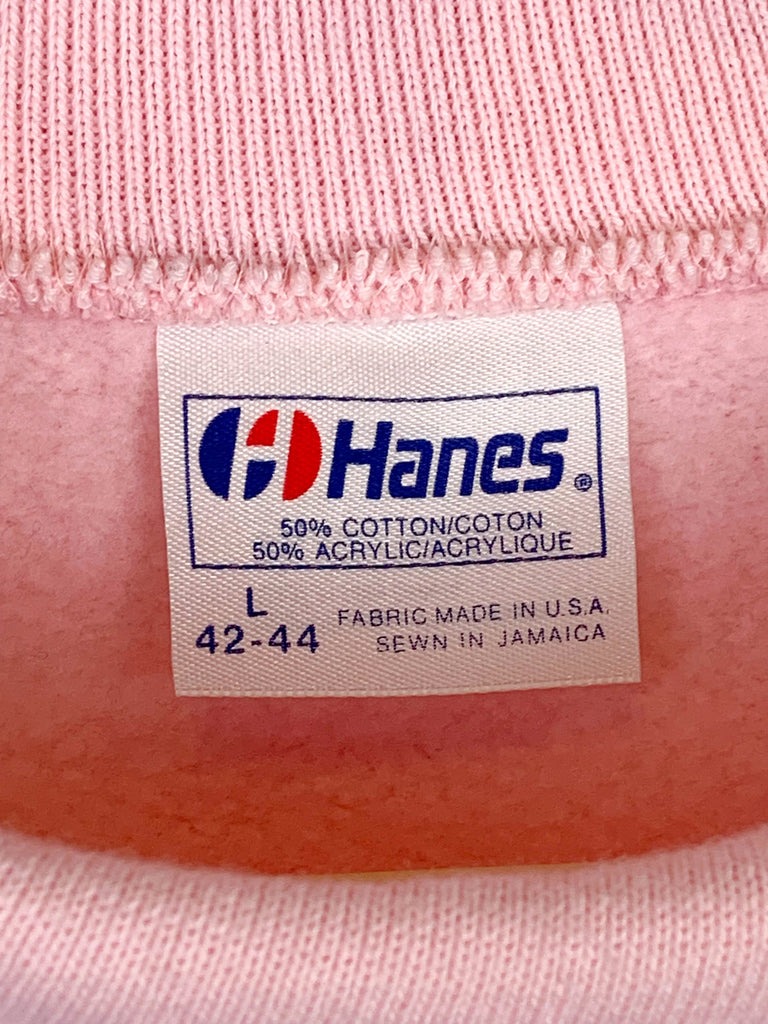 Hanes®
50% COTTON/COTON
50% ACRYLIC/ACRYLIQUE
L
42-44
FABRIC MADE IN U.S.A.
SEWN IN JAMAICA